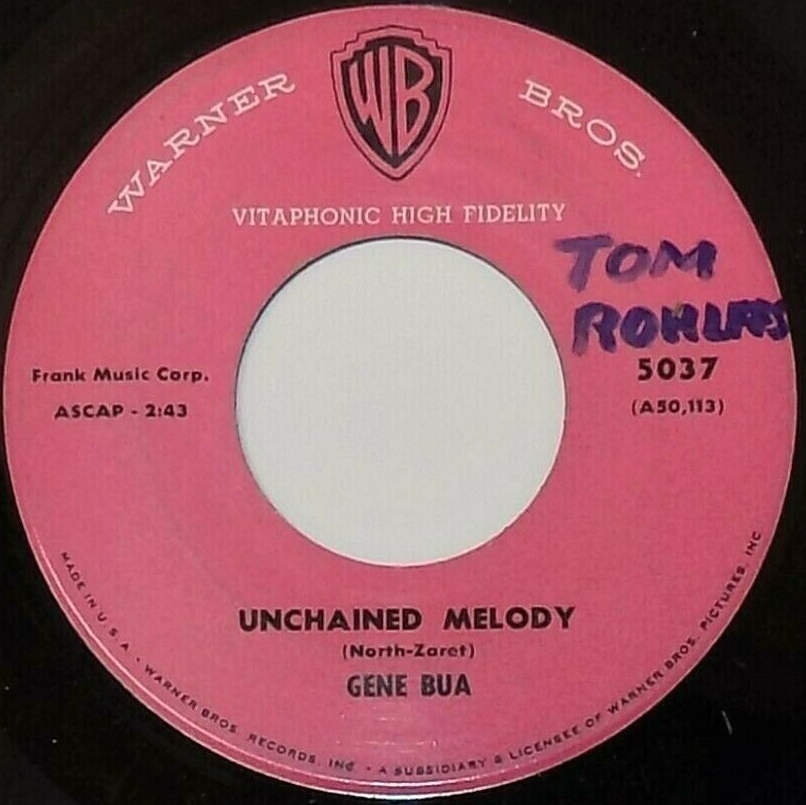 WARNER BROS.
WB
VITAPHONIC HIGH FIDELITY
TOM
Frank Music Corp.
ASCAP - 2:43
5037
(A50,113)
UNCHAINED MELODY
(North-Zaret)
GENE BUA
MADE IN U.S.A. • WARNER BROS. RECORDS, INC. • A SUBSIDIARY & LICENSEE OF WARNER BROS. PICTURES, INC